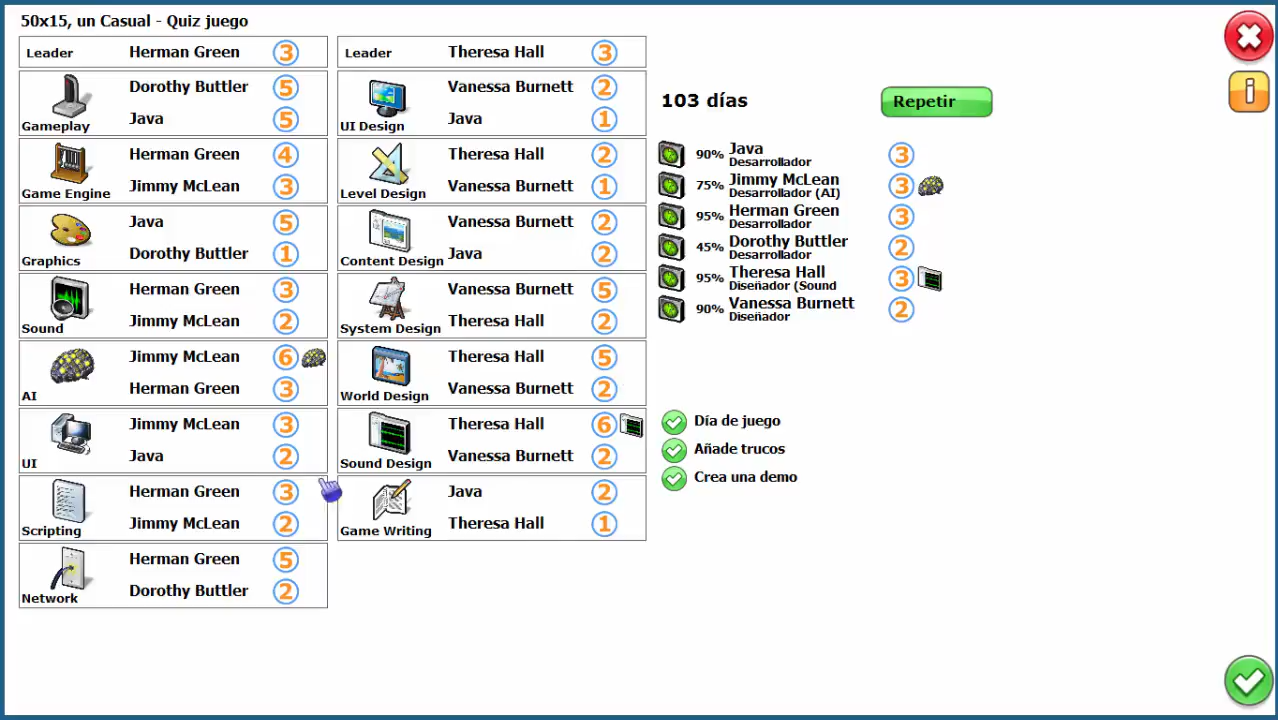 50x15, un Casual - Quiz juego
Leader Herman Green 3
Dorothy Buttler 5
Java 5
Gameplay
Herman Green 4
Jimmy McLean 3
Game Engine
Java 5
Dorothy Buttler 1
Graphics
Herman Green 3
Jimmy McLean 2
Sound
Jimmy McLean 6
Herman Green 3
AI
Jimmy McLean 3
Java 2
UI
Herman Green 3
Jimmy McLean 2
Scripting
Herman Green 5
Dorothy Buttler 2
Network
Leader Theresa Hall 3
Vanessa Burnett 2
Java 1
UI Design
Theresa Hall 2
Vanessa Burnett 1
Level Design
Vanessa Burnett 2
Java 2
Content Design
Vanessa Burnett 5
Theresa Hall 2
System Design
Theresa Hall 5
Vanessa Burnett 2
World Design
Theresa Hall 6
Vanessa Burnett 2
Sound Design
Java 2
Theresa Hall 1
Game Writing
103 días
Repetir
90% Java 3
Desarrollador
75% Jimmy McLean 3
Desarrollador (AI)
95% Herman Green 3
Desarrollador
45% Dorothy Buttler 2
Desarrollador
95% Theresa Hall 3
Diseñador (Sound
90% Vanessa Burnett 2
Diseñador
Día de juego
Añade trucos
Crea una demo
i